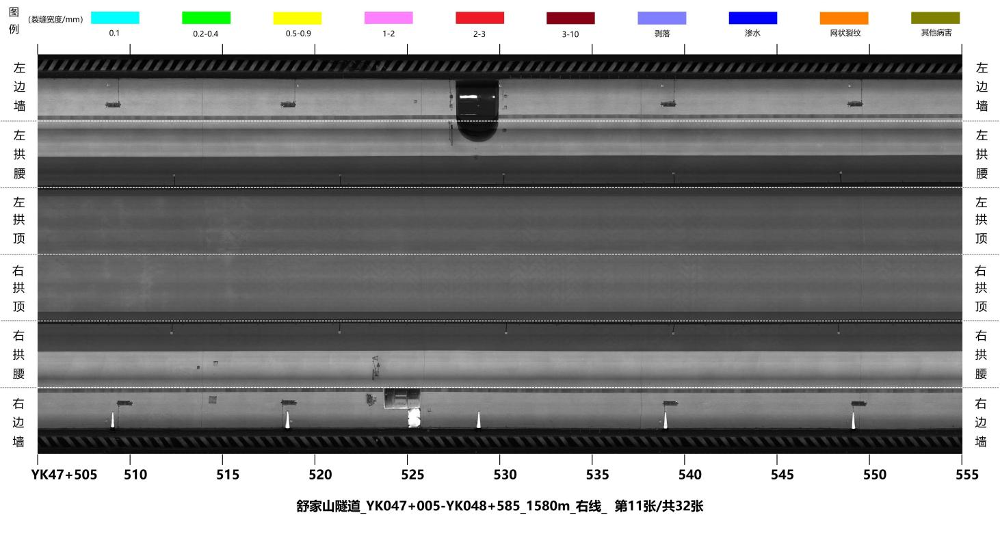 图例
(裂缝宽度/mm)
0.1
0.2-0.4
0.5-0.9
1-2
2-3
3-10
剥落
渗水
网状裂纹
其他病害
左边墙
左边墙
左拱腰
左拱腰
左拱顶
左拱顶
右拱顶
右拱顶
右拱腰
右拱腰
右边墙
右边墙
YK47+505 510 515 520 525 530 535 540 545 550 555
舒家山隧道_YK047+005-YK048+585_1580m_右线_ 第11张/共32张